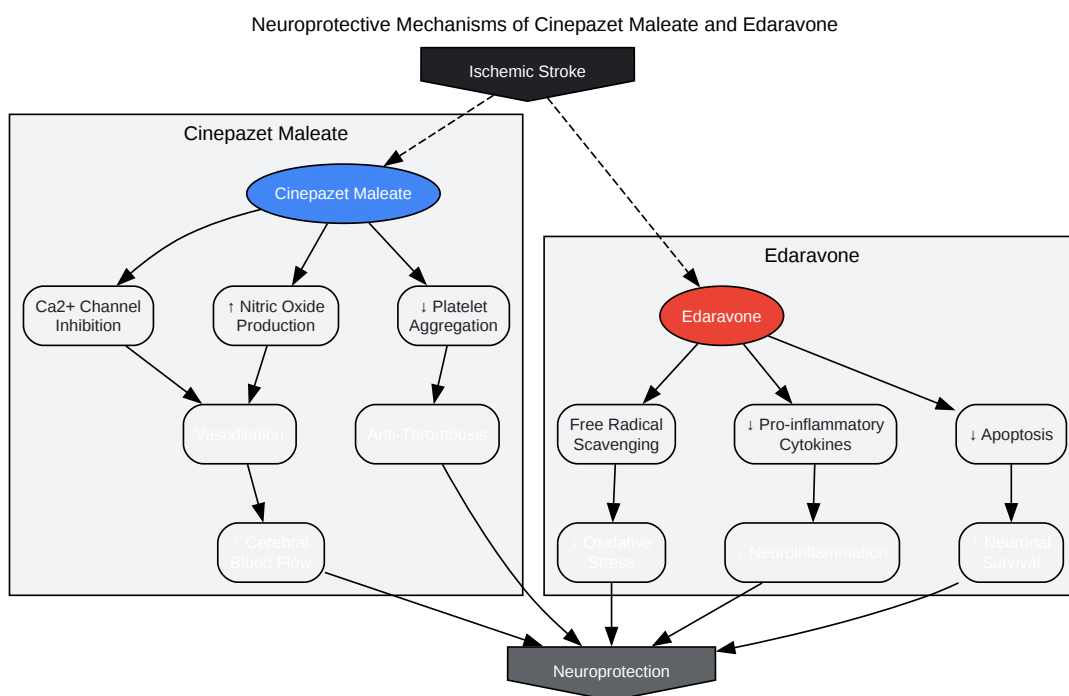 Neuroprotective Mechanisms of Cinepazet Maleate and Edaravone
Ischemic Stroke
Cinepazet Maleate
Cinepazet Maleate
Ca2+ Channel
Inhibition
↑ Nitric Oxide
Production
↓ Platelet
Aggregation
Vasodilation
Anti-Thrombosis
↑ Cerebral
Blood Flow
Edaravone
Edaravone
Free Radical
Scavenging
↓ Pro-inflammatory
Cytokines
↓ Apoptosis
↓ Oxidative
Stress
↓ Neuroinflammation
↑ Neuronal
Survival
Neuroprotection